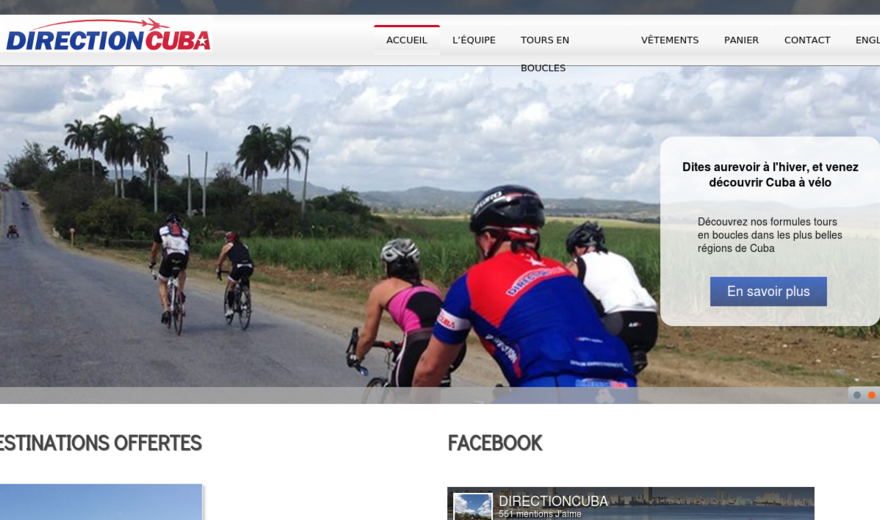 DIRECTIONCUBA
ACCUEIL
L'ÉQUIPE
TOURS EN
BOUCLES
VÊTEMENTS
PANIER
CONTACT
ENGL
Dites aurevoir à l'hiver, et venez
découvrir Cuba à vélo
Découvrez nos formules tours
en boucles dans les plus belles
régions de Cuba
En savoir plus
ESTINATIONS OFFERTES
FACEBOOK
DIRECTIONCUBA
551 mentions J'aime